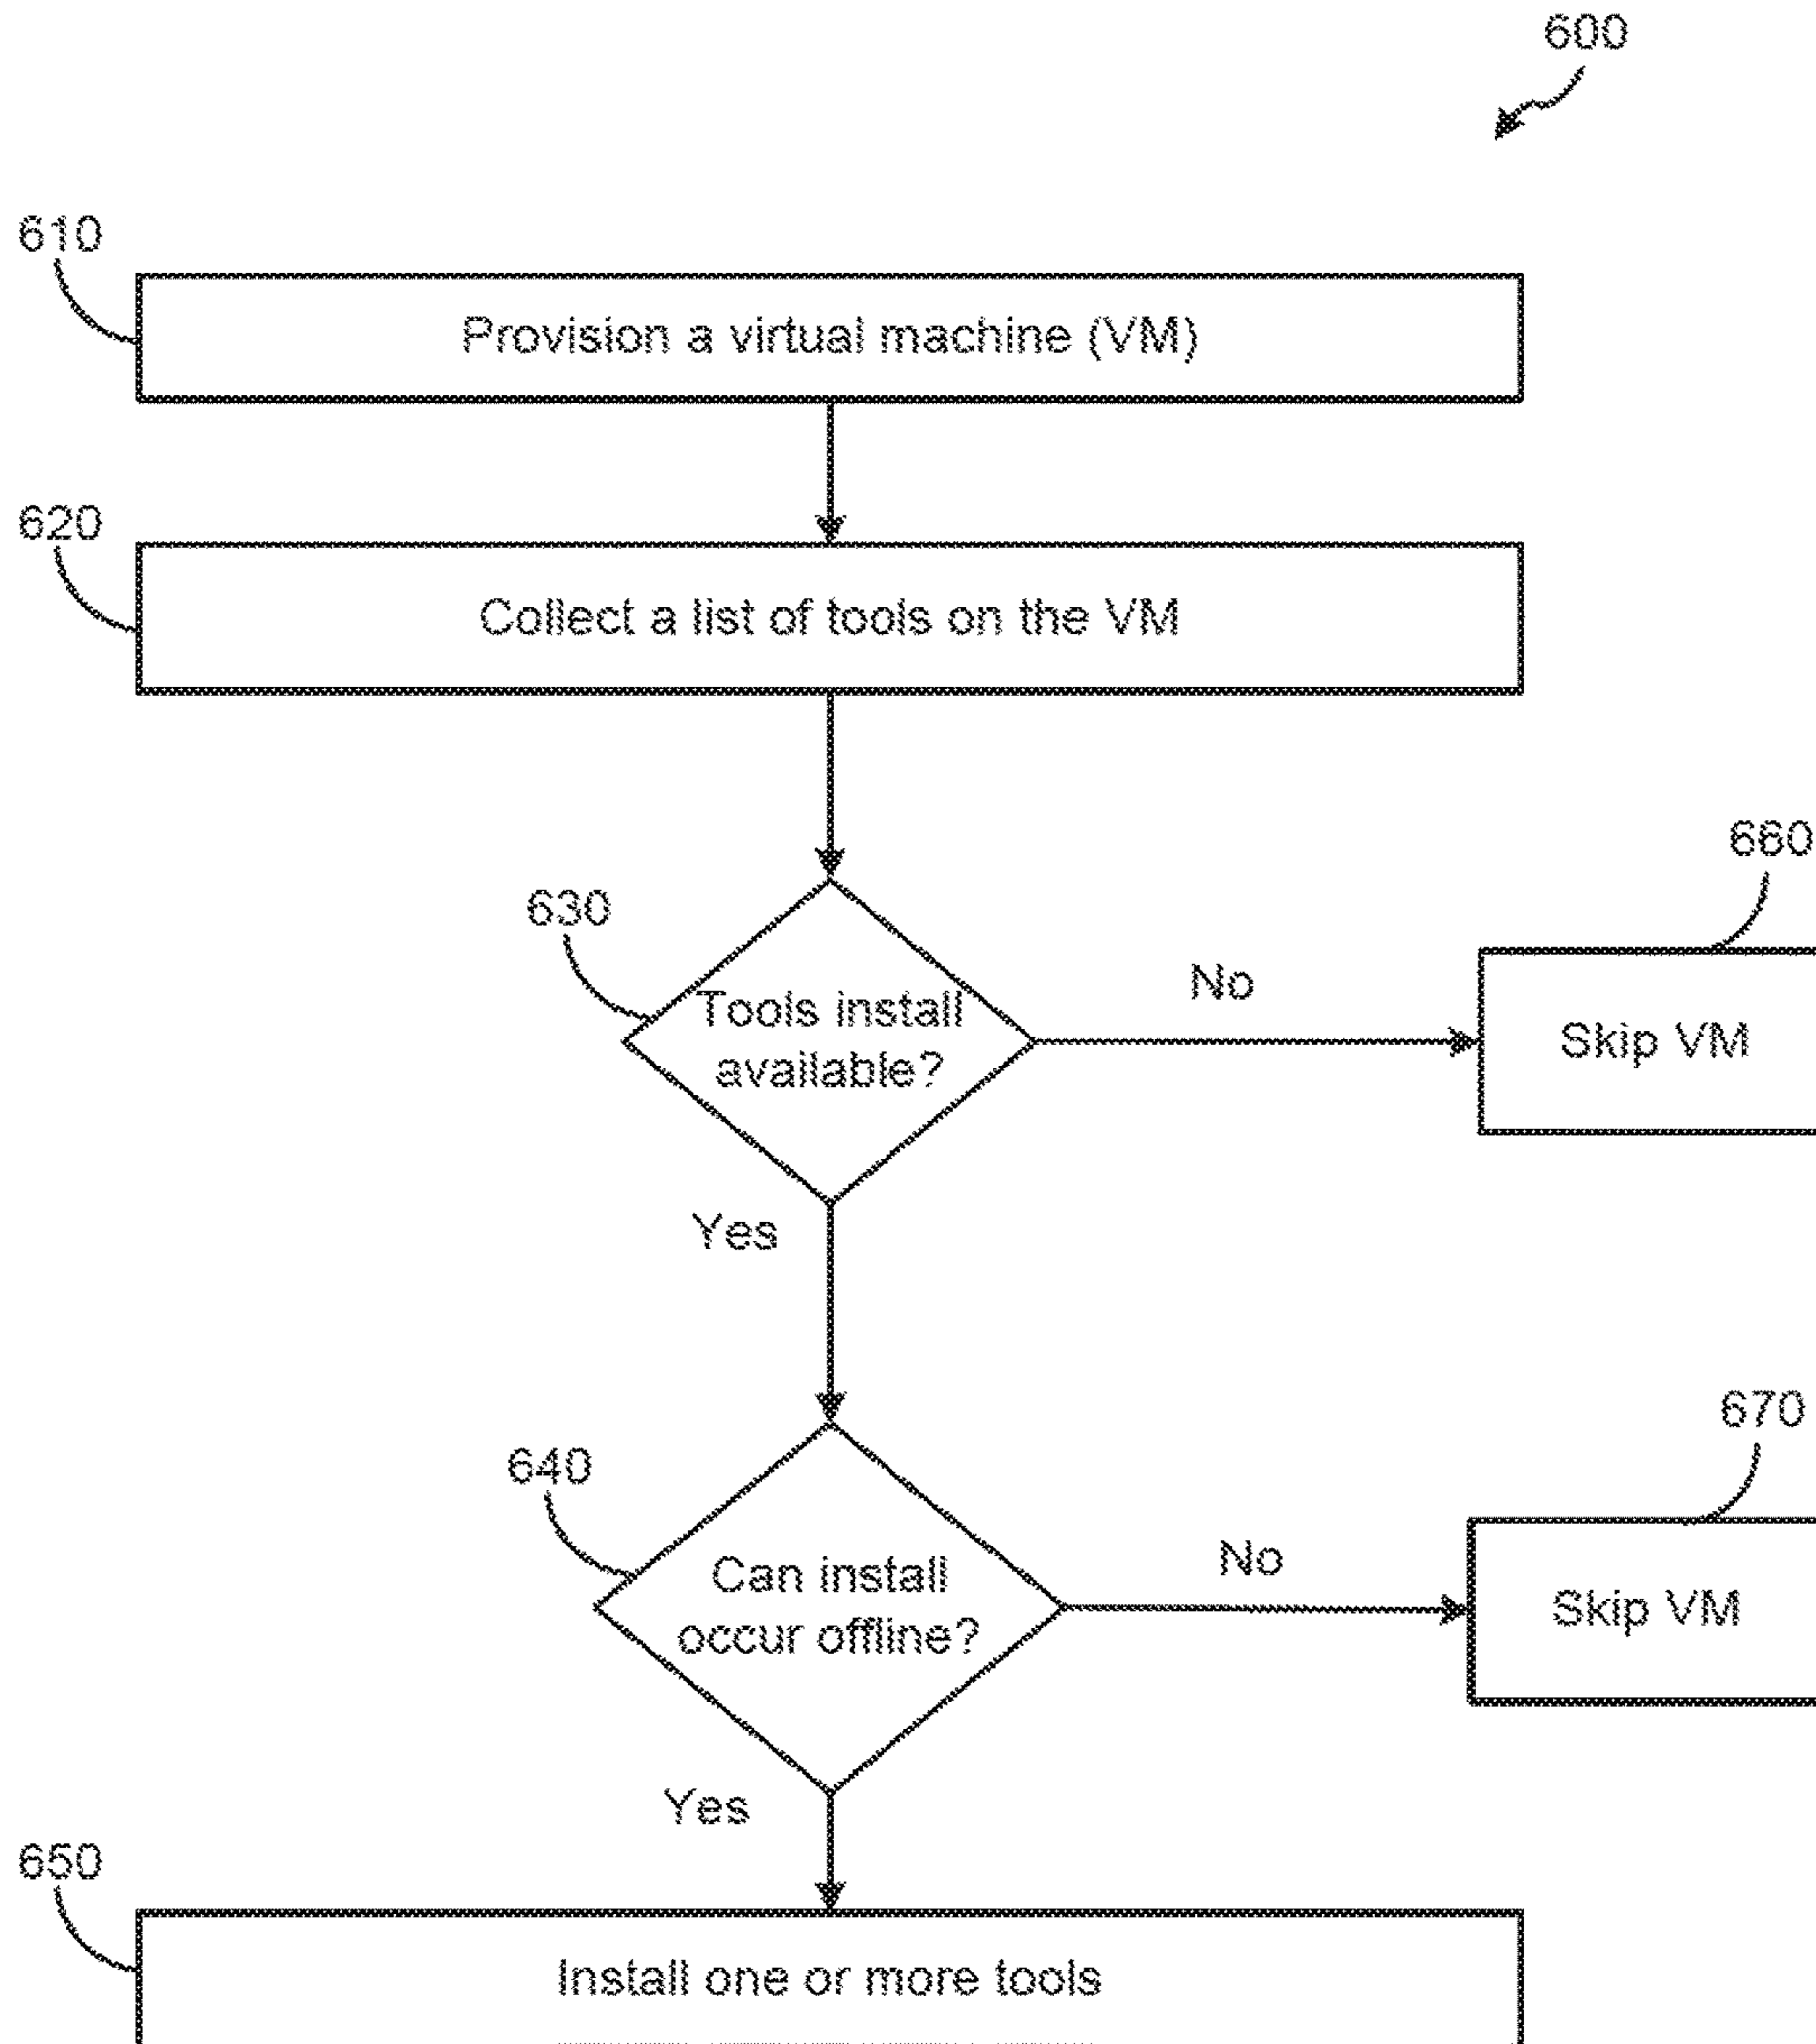 600
610
Provision a virtual machine (VM)
620
Collect a list of tools on the VM
630
Tools install
available?
No
660
Skip VM
Yes
640
Can install
occur offline?
No
670
Skip VM
Yes
650
Install one or more tools